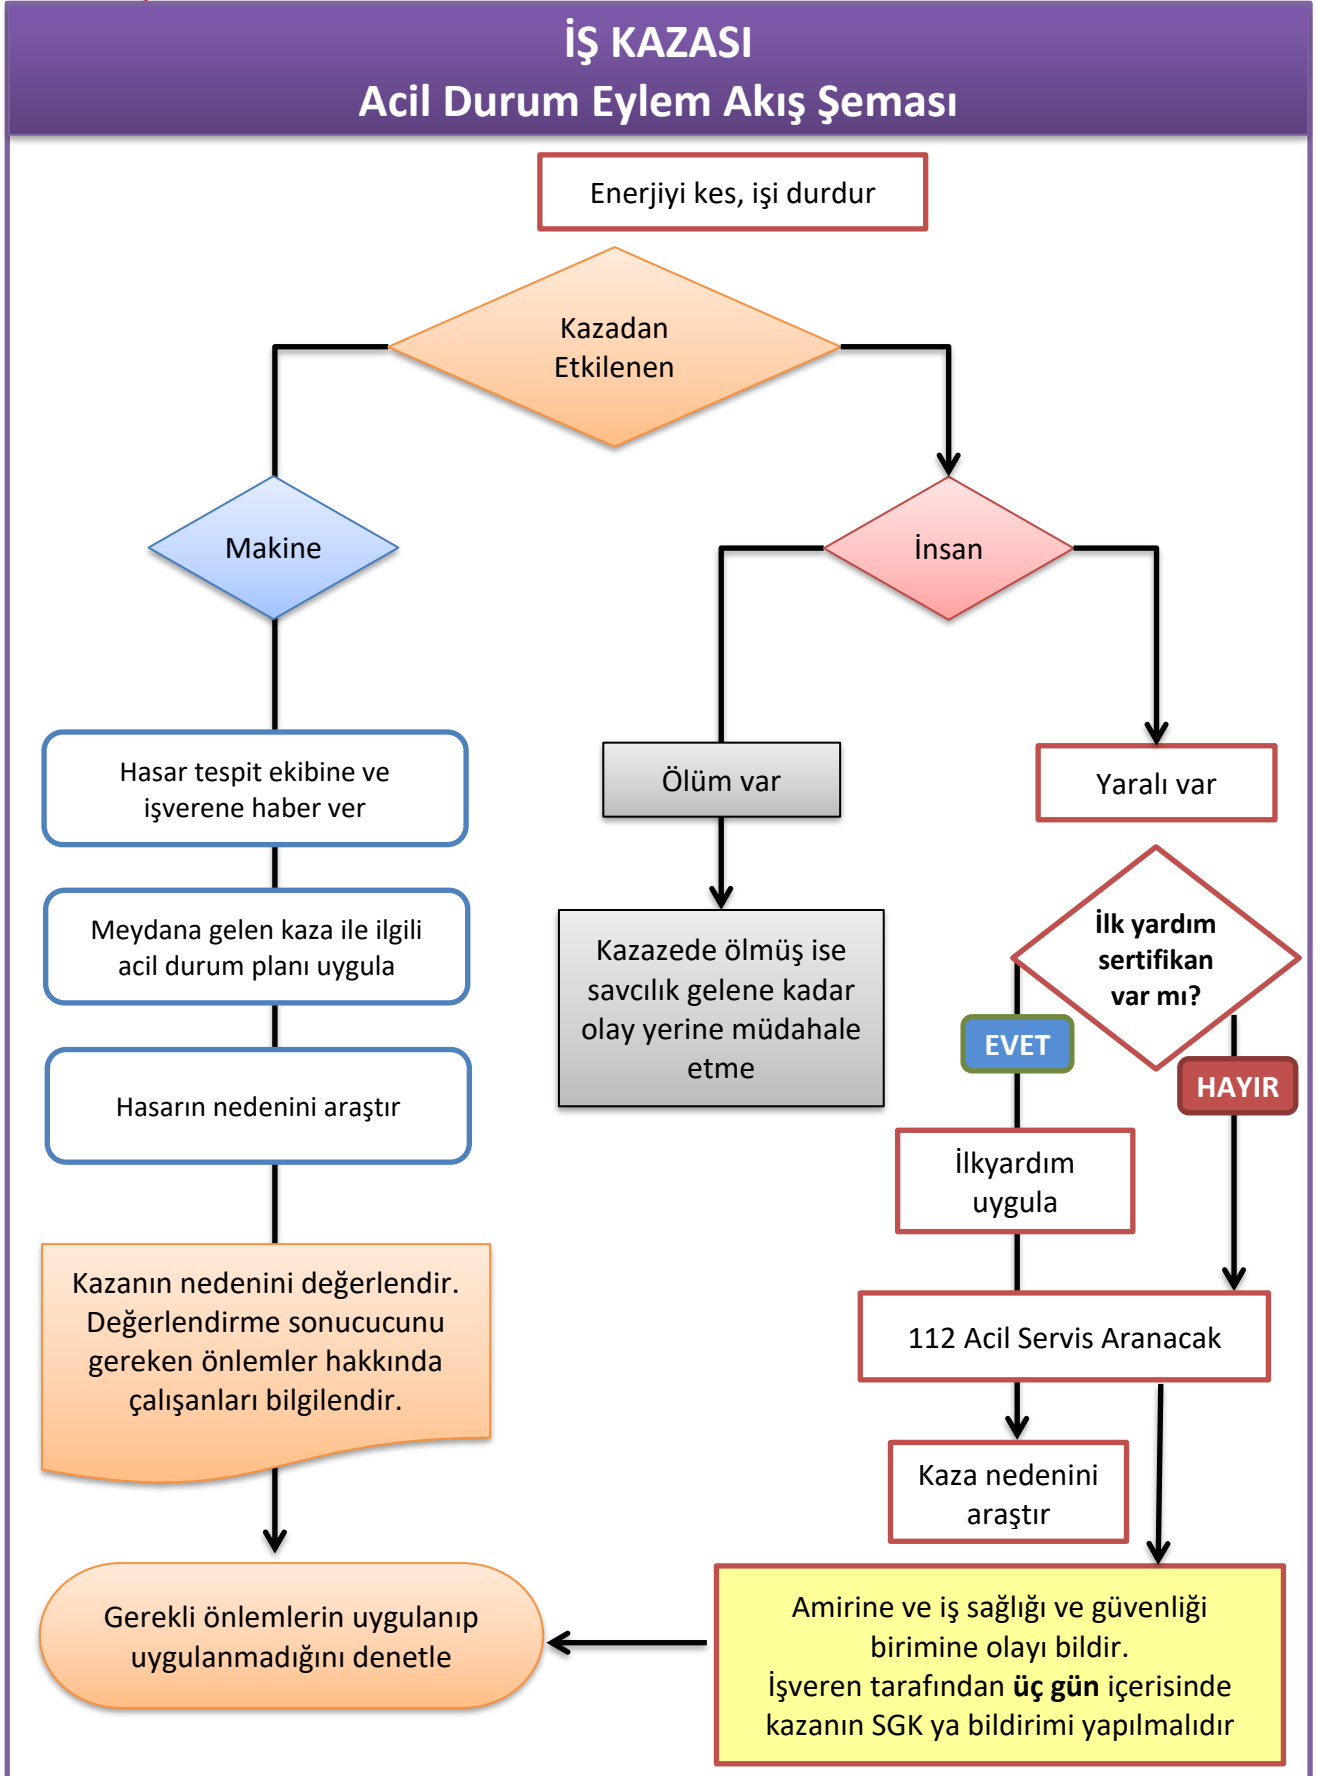 İŞ KAZASI
Acil Durum Eylem Akış Şeması
Enerjiyi kes, işi durdur
Kazadan
Etkilenen
Makine
İnsan
Hasar tespit ekibine ve
işverene haber ver
Ölüm var
Yaralı var
Meydana gelen kaza ile ilgili
acil durum planı uygula
Kazazede ölmüş ise
savcılık gelene kadar
olay yerine müdahale
etme
İlk yardım
sertifikan
var mı?
EVET
HAYIR
Hasarın nedenini araştır
İlkyardım
uygula
Kazanın nedenini değerlendir.
Değerlendirme sonucucunu
gereken önlemler hakkında
çalışanları bilgilendir.
112 Acil Servis Aranacak
Kaza nedenini
araştır
Gerekli önlemlerin uygulanıp
uygulanmadığını denetle
Amirine ve iş sağlığı ve güvenliği
birimine olayı bildir.
İşveren tarafından üç gün içerisinde
kazanın SGK ya bildirimi yapılmalıdır